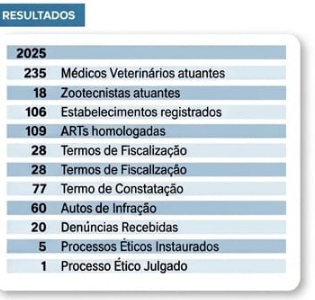 RESULTADOS
2025
235 Médicos Veterinários atuantes
18 Zootecnistas atuantes
106 Estabelecimentos registrados
109 ARTs homologadas
28 Termos de Fiscalização
28 Termos de Fiscallzação
77 Termo de Constatação
60 Autos de Infração
20 Denúncias Recebidas
5 Processos Éticos Instaurados
1 Processo Ético Julgado